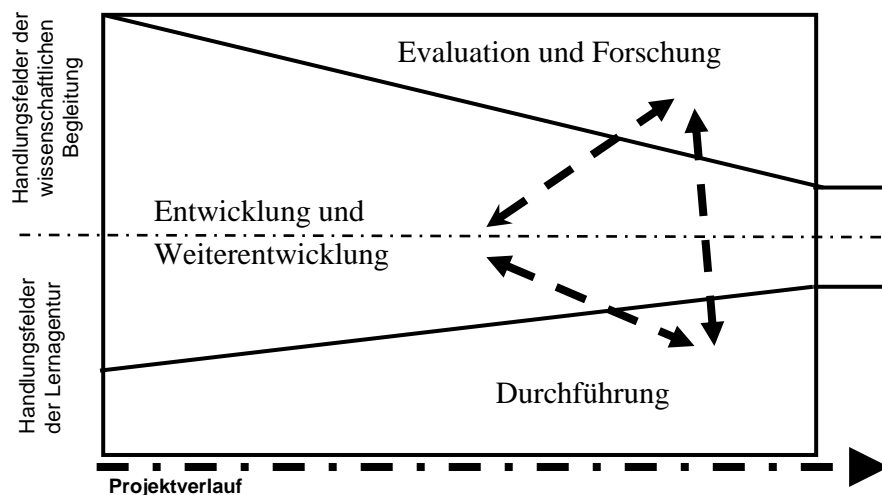 Handlungsfelder der
wissenschaftlichen
Begleitung
Evaluation und Forschung
Entwicklung und
Weiterentwicklung
Handlungsfelder
der Lernagentur
Durchführung
Projektverlauf